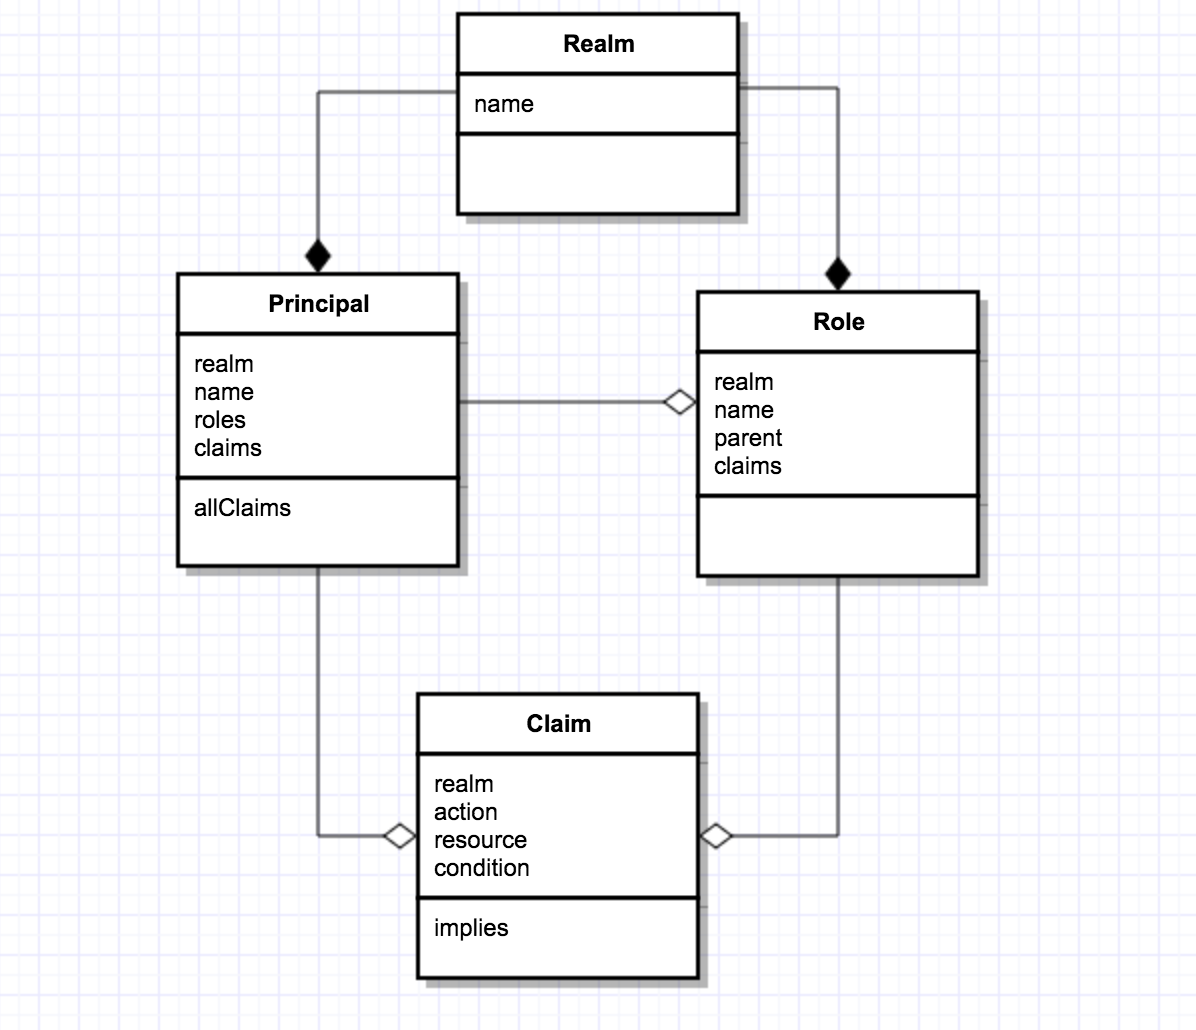 Realm
name
Principal
realm
name
roles
claims
allClaims
Role
realm
name
parent
claims
Claim
realm
action
resource
condition
implies